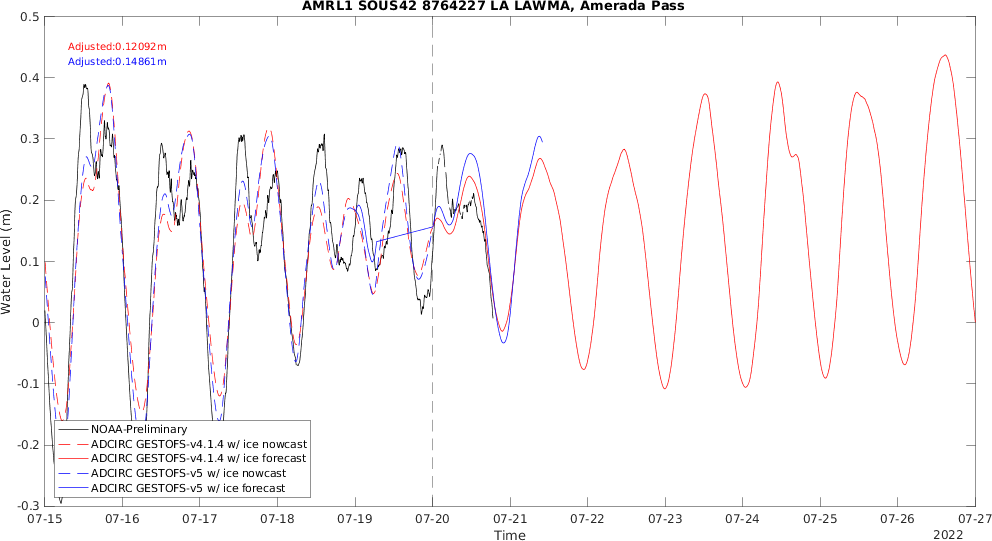 AMRL1 SOUS42 8764227 LA LAWMA, Amerada Pass
Adjusted:0.12092m
Adjusted:0.14861m
Water Level (m)
0.5
0.4
0.3
0.2
0.1
0
-0.1
-0.2
-0.3
NOAA-Preliminary
ADCIRC GESTOFS-v4.1.4 w/ ice nowcast
ADCIRC GESTOFS-v4.1.4 w/ ice forecast
ADCIRC GESTOFS-v5 w/ ice nowcast
ADCIRC GESTOFS-v5 w/ ice forecast
07-15 07-16 07-17 07-18 07-19 07-20 07-21 07-22 07-23 07-24 07-25 07-26 07-27
Time
2022